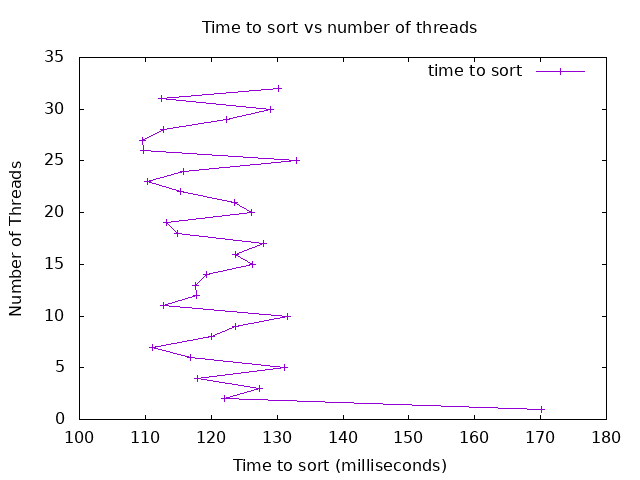 Time to sort vs number of threads
time to sort
35
30
25
20
15
10
5
0
Number of Threads
100 110 120 130 140 150 160 170 180
Time to sort (milliseconds)